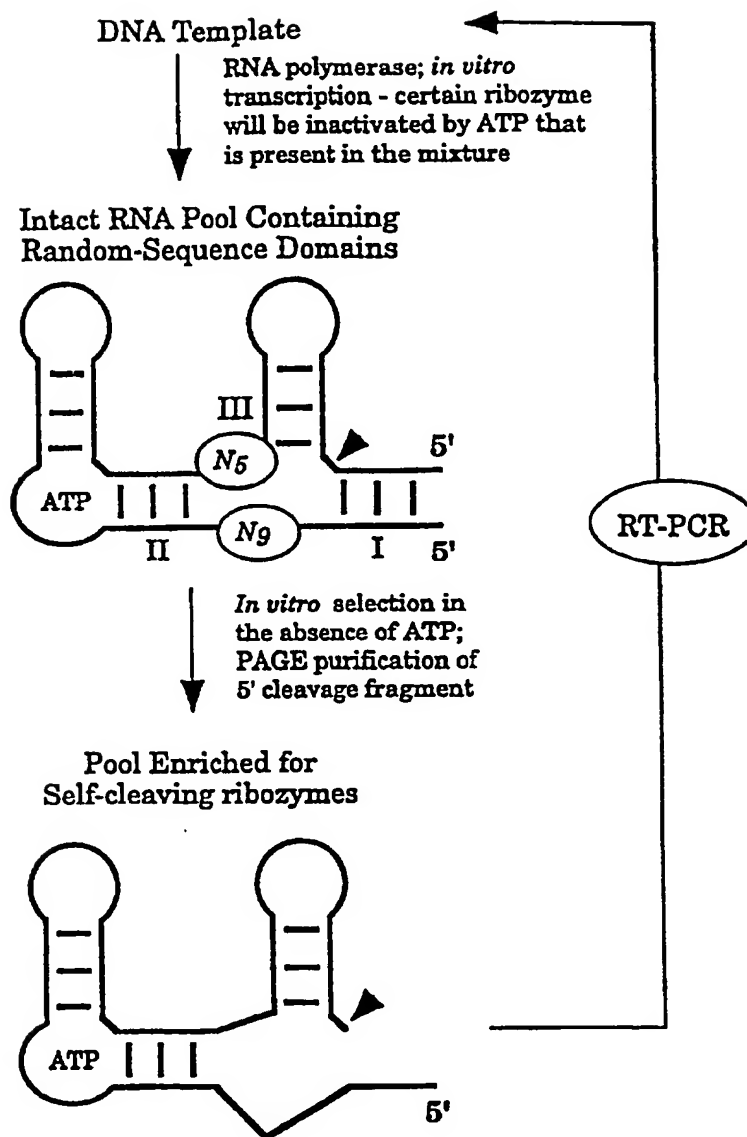 DNA Template
RNA polymerase; in vitro
transcription - certain ribozyme
will be inactivated by ATP that
is present in the mixture
Intact RNA Pool Containing
Random-Sequence Domains
III
5'
N5
ATP
N9
II
I
5'
RT-PCR
In vitro selection in
the absence of ATP;
PAGE purification of
5' cleavage fragment
Pool Enriched for
Self-cleaving ribozymes
ATP
5'